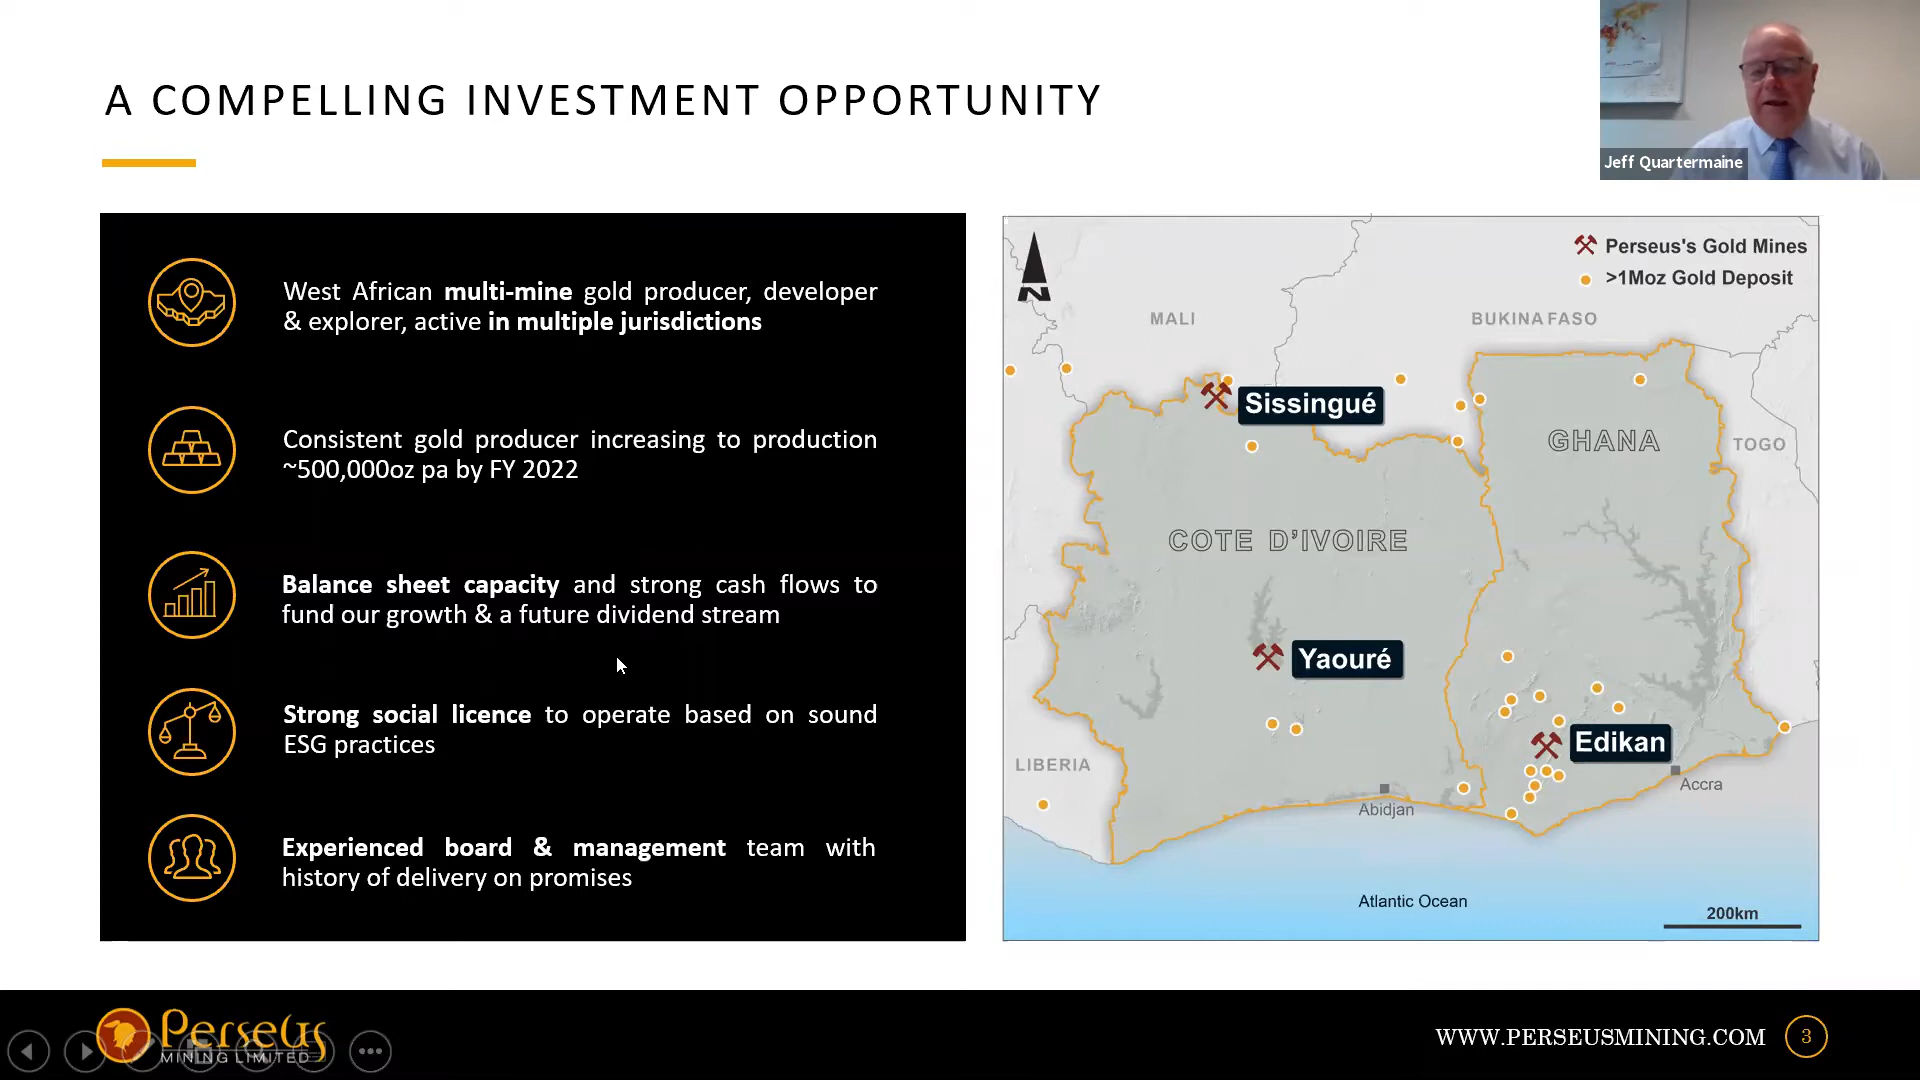 A COMPELLING INVESTMENT OPPORTUNITY
Jeff Quartermaine
West African multi-mine gold producer, developer
& explorer, active in multiple jurisdictions
Consistent gold producer increasing to production
~500,000oz pa by FY 2022
Balance sheet capacity and strong cash flows to
fund our growth & a future dividend stream
Strong social licence to operate based on sound
ESG practices
Experienced board & management team with
history of delivery on promises
N
Perseus's Gold Mines
>1Moz Gold Deposit
MALI
BUKINA FASO
Sissingué
GHANA
TOGO
COTE D’IVOIRE
Yaouré
Edikan
LIBERIA
Accra
Abidjan
Atlantic Ocean
200km
Perseus
MINING LIMITED
WWW.PERSEUSMINING.COM
3